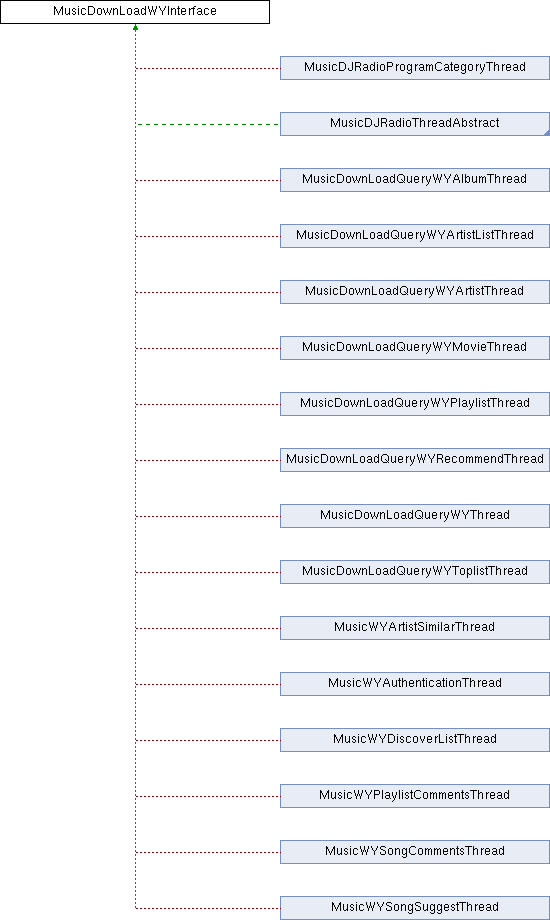 MusicDownLoadWYInterface
MusicDJRadioProgramCategoryThread
MusicDJRadioThreadAbstract
MusicDownLoadQueryWYAlbumThread
MusicDownLoadQueryWYArtistListThread
MusicDownLoadQueryWYArtistThread
MusicDownLoadQueryWYMovieThread
MusicDownLoadQueryWYPlaylistThread
MusicDownLoadQueryWYRecommendThread
MusicDownLoadQueryWYThread
MusicDownLoadQueryWYToplistThread
MusicWYArtistSimilarThread
MusicWYAuthenticationThread
MusicWYDiscoverListThread
MusicWYPlaylistCommentsThread
MusicWYSongCommentsThread
MusicWYSongSuggestThread